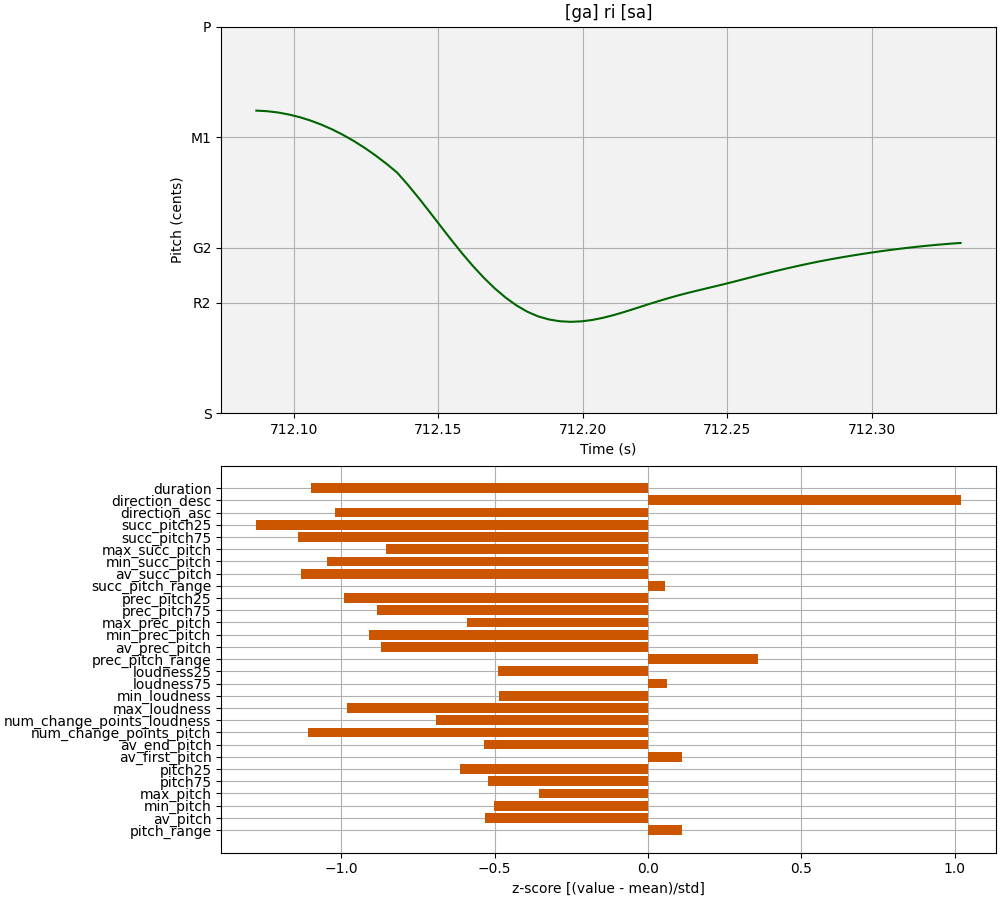 [ga] ri [sa]
P
M1
G2
R2
S
Pitch (cents)
712.10 712.15 712.20 712.25 712.30
Time (s)
duration
direction_desc
direction_asc
succ_pitch25
succ_pitch75
max_succ_pitch
min_succ_pitch
av_succ_pitch
succ_pitch_range
prec_pitch25
prec_pitch75
max_prec_pitch
min_prec_pitch
av_prec_pitch
prec_pitch_range
loudness25
loudness75
min_loudness
max_loudness
num_change_points_loudness
num_change_points_pitch
av_end_pitch
av_first_pitch
pitch25
pitch75
max_pitch
min_pitch
av_pitch
pitch_range
−1.0 −0.5 0.0 0.5 1.0
z-score [(value - mean)/std]